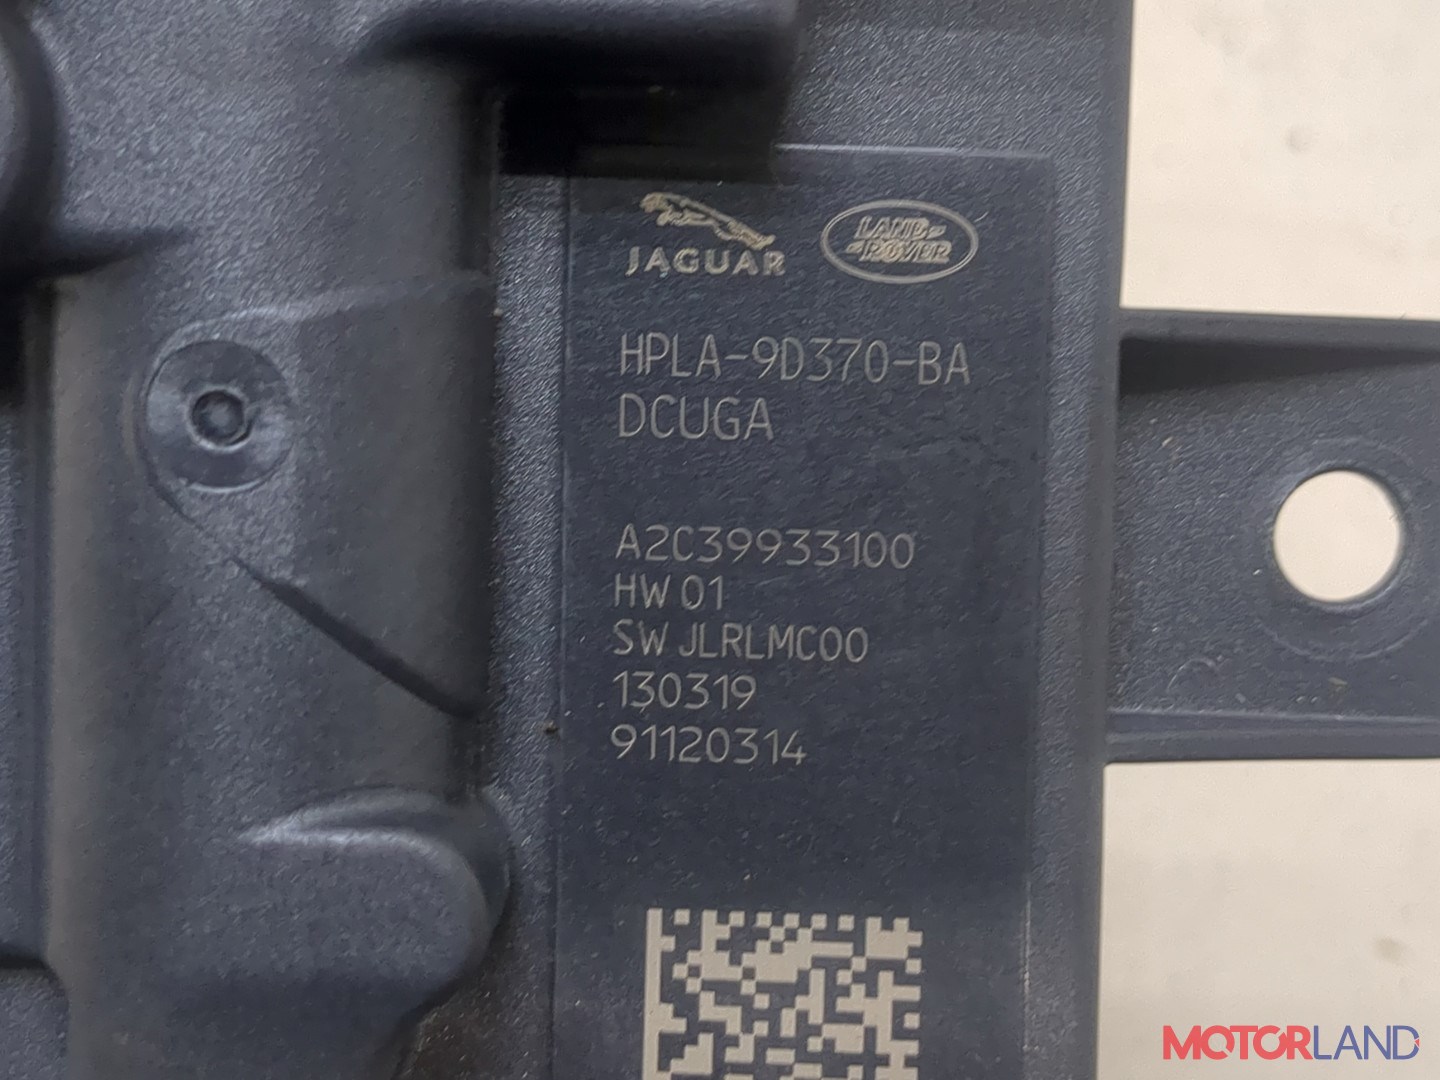 JAGUAR
LAND
ROVER
HPLA-9D370-BA
DCUGA
A2C39933100
HW 01
SW JLRLMC00
130319
91120314
MOTORLAND